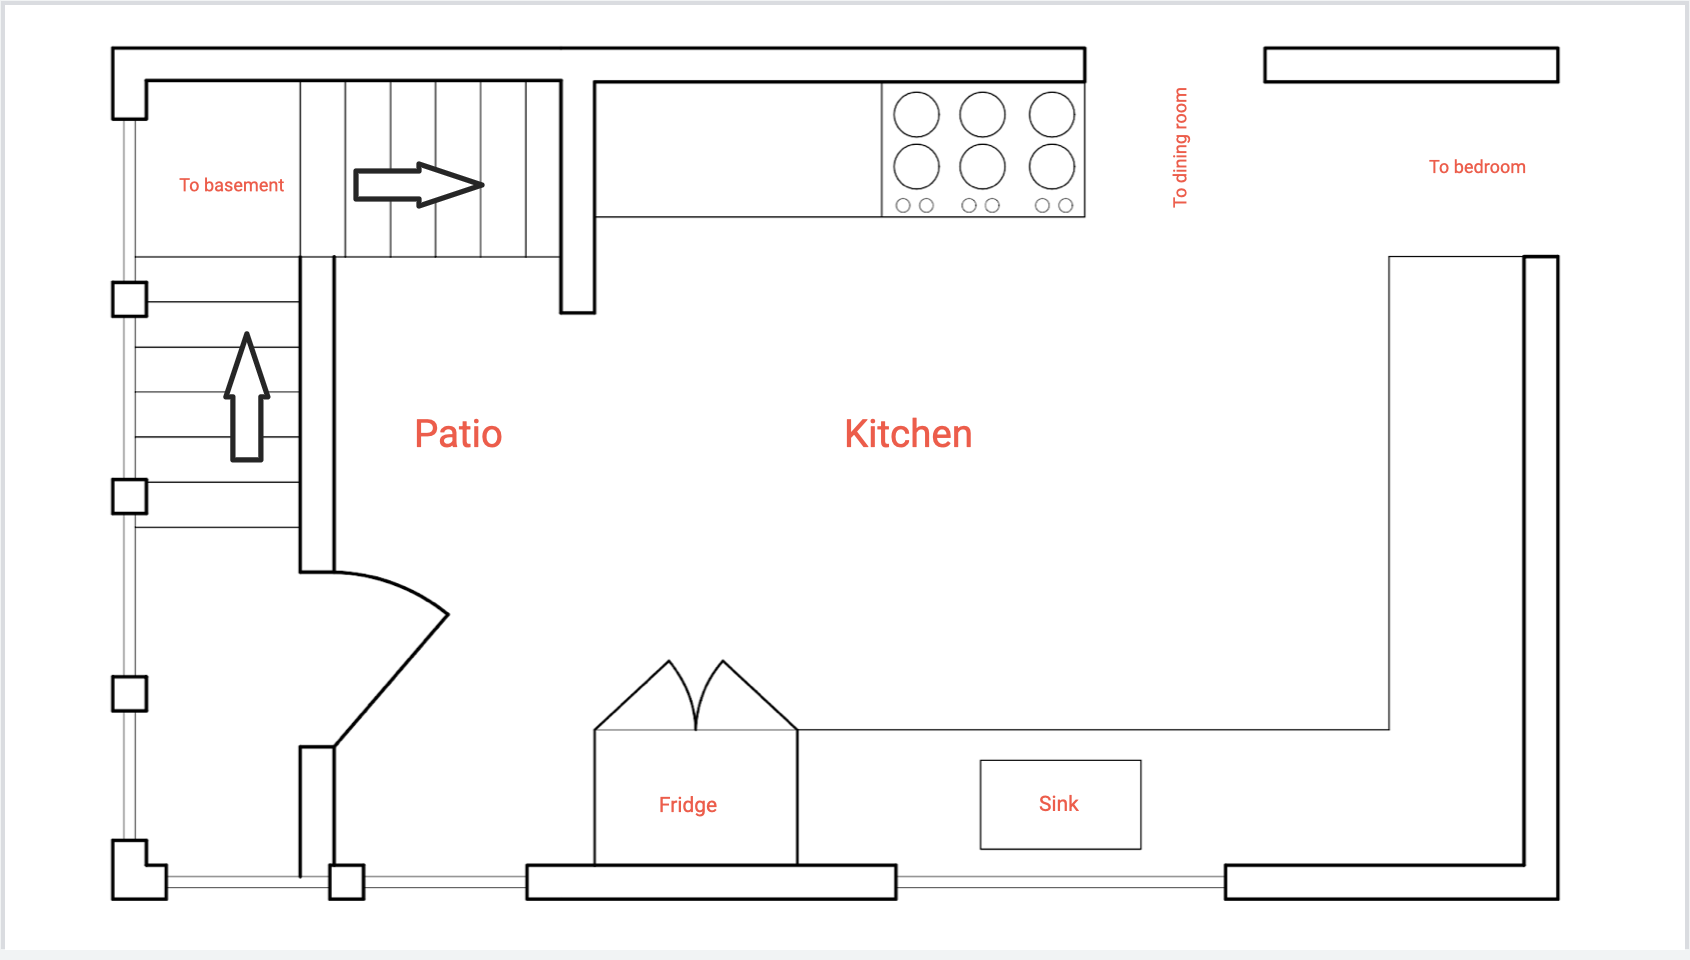 To dining room
To bedroom
To basement
Patio
Kitchen
Fridge
Sink